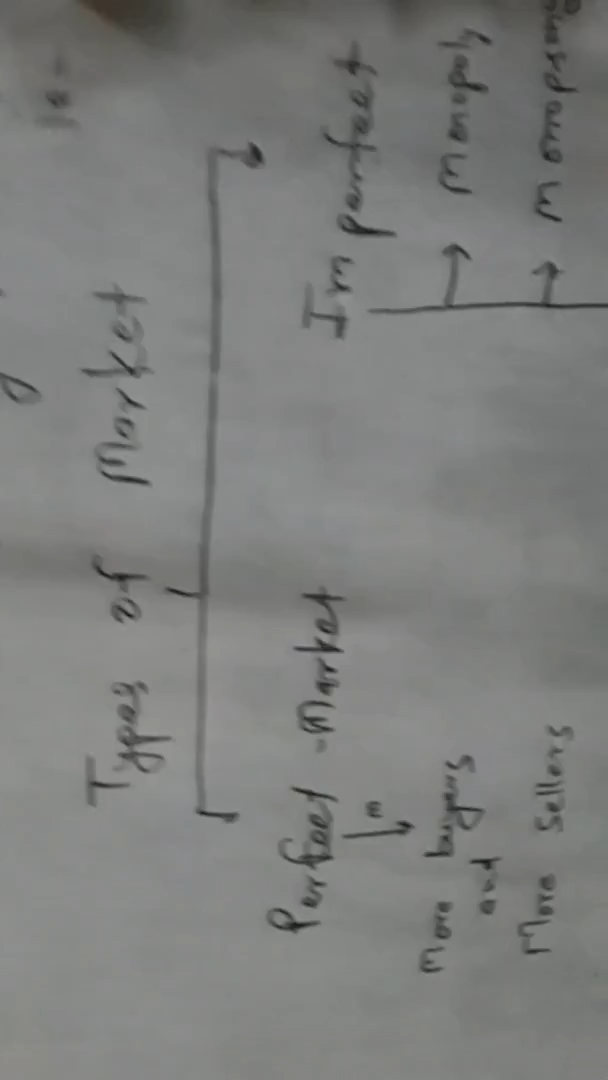 Types of Market
Perfect - Market
Imperfect
More buyers
and
More Sellers
→ Monopoly